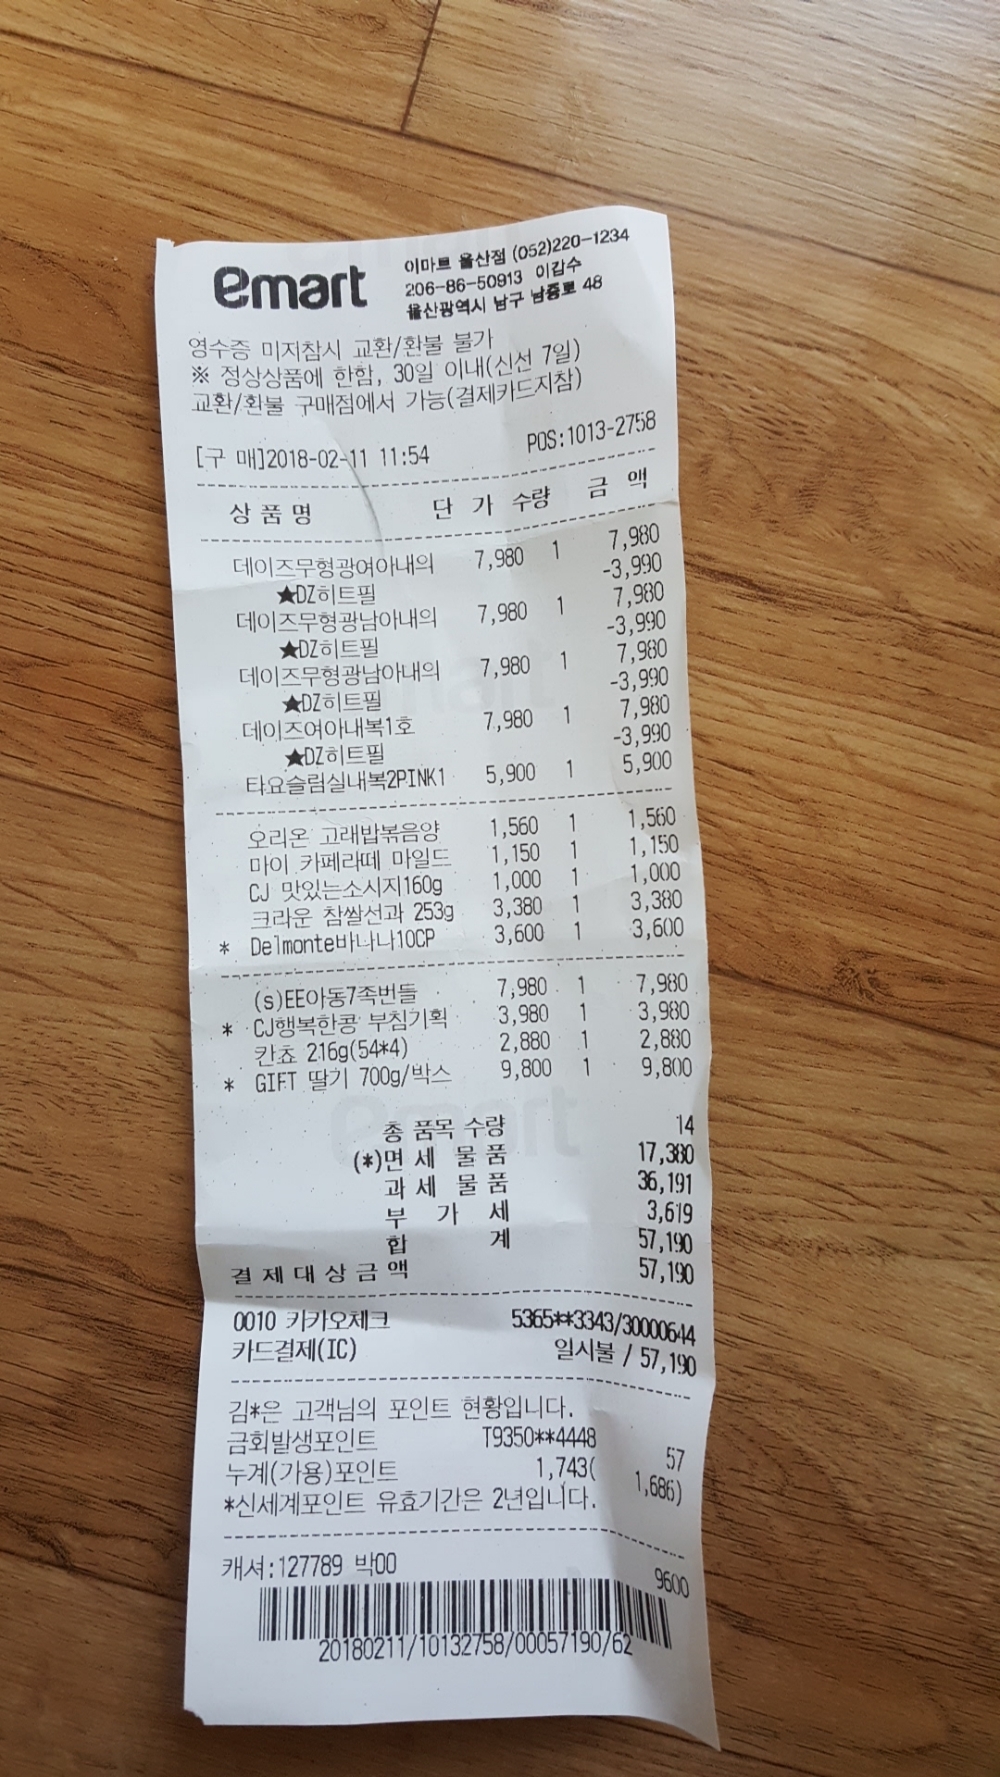 emart
이마트 울산점 (052)220-1234
206-86-50913 이갑수
울산광역시 남구 남중로 48
영수증 미지참시 교환/환불 불가
※ 정상상품에 한함, 30일 이내(신선 7일)
교환/환불 구매점에서 가능(결제카드지참)
[구 매]2018-02-11 11:54 POS:1013-2758
상품명 단 가 수량 금 액
데이즈무형광여아내의 7,980 1 7,980
★DZ히트필 -3,990
데이즈무형광남아내의 7,980 1 7,980
★DZ히트필 -3,990
데이즈무형광남아내의 7,980 1 7,980
★DZ히트필 -3,990
데이즈여아내복1호 7,980 1 7,980
★DZ히트필 -3,990
타요슬럽실내복2PINK1 5,900 1 5,900
오리온 고래밥볶음양 1,560 1 1,560
마이 카페라떼 마일드 1,150 1 1,150
CJ 맛있는소시지160g 1,000 1 1,000
크라운 참쌀선과 253g 3,380 1 3,380
* Delmonte바나나10CP 3,600 1 3,600
(s)EE아동7족번들 7,980 1 7,980
* CJ행복한콩 부침기획 3,980 1 3,980
칸쵸 216g(54*4) 2,880 1 2,880
* GIFT 딸기 700g/박스 9,800 1 9,800
총 품목 수량 14
(*)면 세 물 품 17,380
과 세 물 품 36,191
부 가 세 3,619
합 계 57,190
결 제 대 상 금 액 57,190
0010 카카오체크 5365**3343/30000644
카드결제(IC) 일시불 / 57,190
김*은 고객님의 포인트 현황입니다.
금회발생포인트 T9350**4448 57
누계(가용)포인트 1,743( 1,686)
*신세계포인트 유효기간은 2년입니다.
캐셔:127789 박00 9600
20180211/10132758/00057190/62